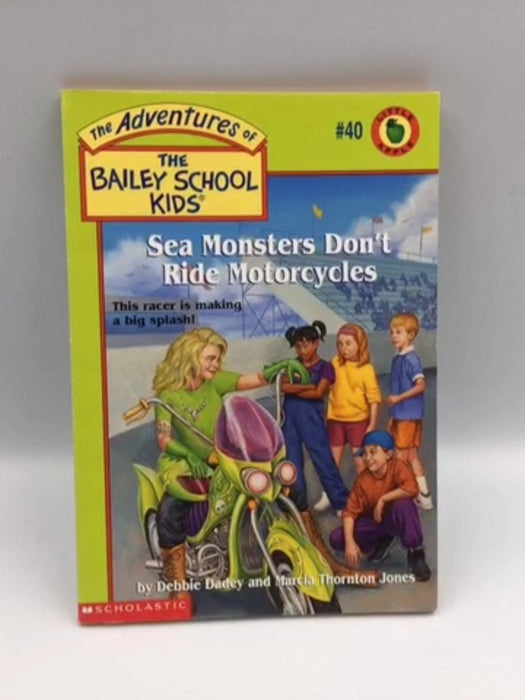 The Adventures of
THE
BAILEY SCHOOL
KIDS®
#40
LITTLE
APPLE
Sea Monsters Don't
Ride Motorcycles
This racer is making
a big splash!
by Debbie Dadey and Marcia Thornton Jones
SCHOLASTIC